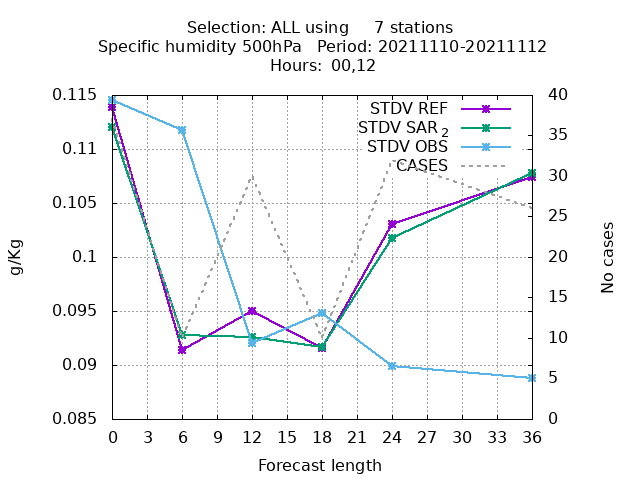 Selection: ALL using 7 stations
Specific humidity 500hPa Period: 20211110-20211112
Hours: 00,12
0.115
0.11
0.105
0.1
0.095
0.09
0.085
40
35
30
25
20
15
10
5
0
STDV REF
STDV SAR 2
STDV OBS
CASES
g/Kg
No cases
0 3 6 9 12 15 18 21 24 27 30 33 36
Forecast length